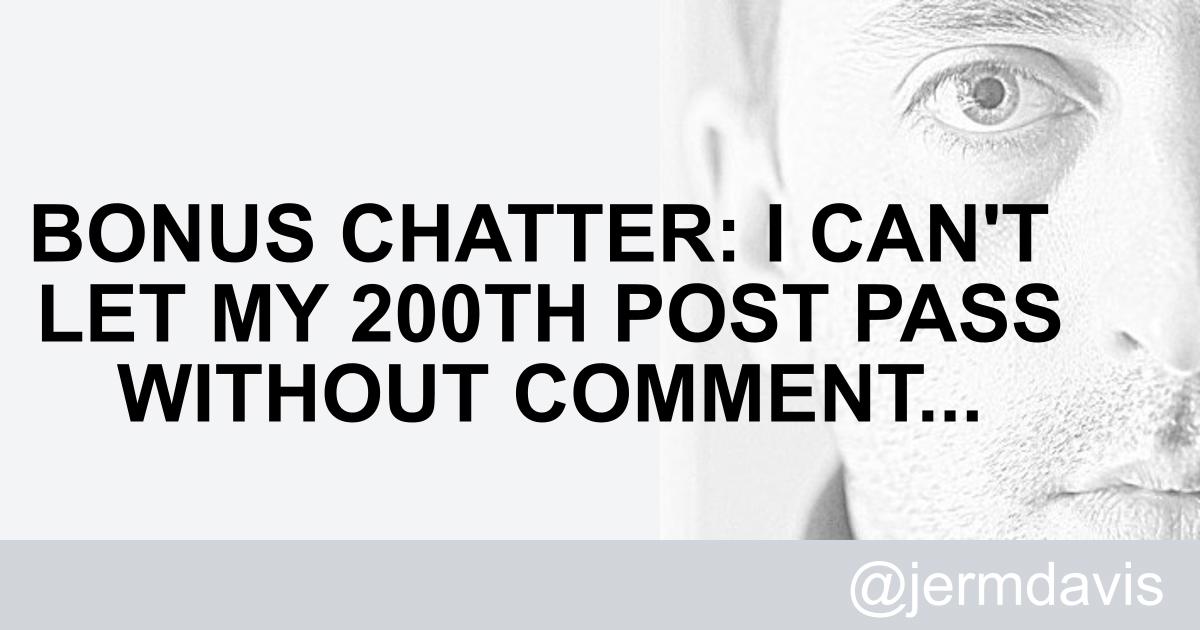 BONUS CHATTER: I CAN'T
LET MY 200TH POST PASS
WITHOUT COMMENT...
@jermdavis